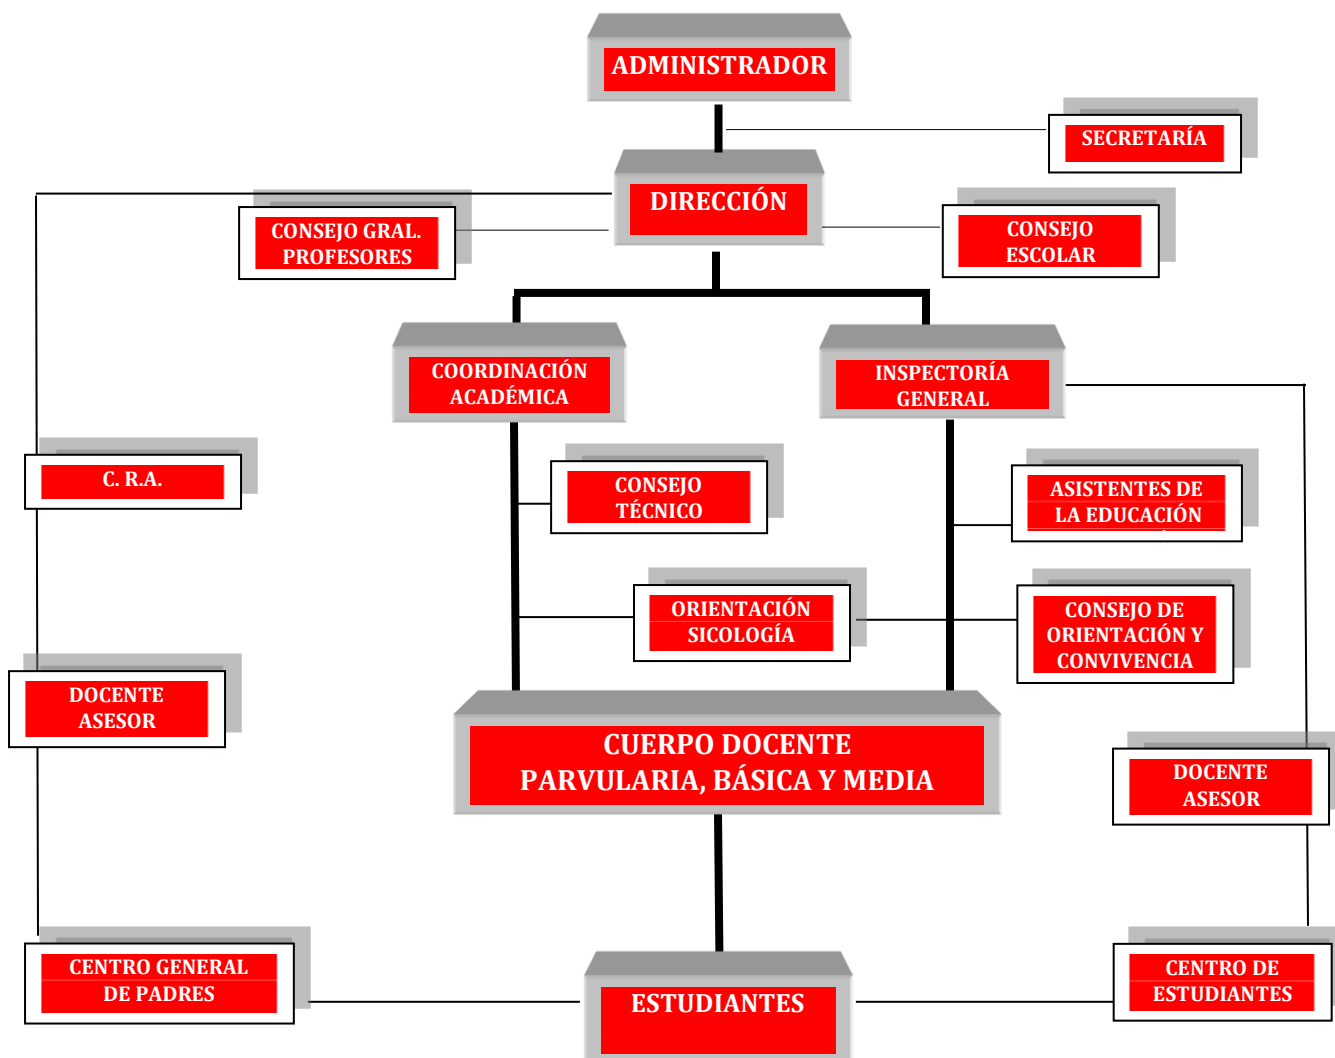 ADMINISTRADOR
SECRETARÍA
DIRECCIÓN
CONSEJO GRAL.
PROFESORES
CONSEJO
ESCOLAR
COORDINACIÓN
ACADÉMICA
INSPECTORÍA
GENERAL
C. R.A.
CONSEJO
TÉCNICO
ASISTENTES DE
LA EDUCACIÓN
ORIENTACIÓN
SICOLOGÍA
CONSEJO DE
ORIENTACIÓN Y
CONVIVENCIA
DOCENTE
ASESOR
CUERPO DOCENTE
PARVULARIA, BÁSICA Y MEDIA
DOCENTE
ASESOR
CENTRO GENERAL
DE PADRES
ESTUDIANTES
CENTRO DE
ESTUDIANTES